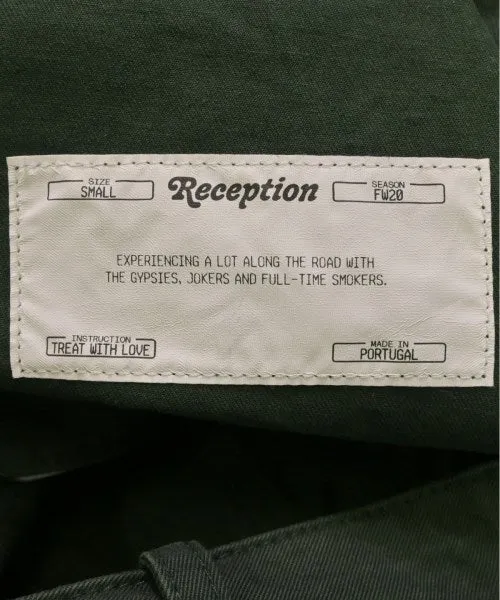 SIZE
SMALL
Reception
SEASON
FW20
EXPERIENCING A LOT ALONG THE ROAD WITH
THE GYPSIES, JOKERS AND FULL-TIME SMOKERS.
INSTRUCTION
TREAT WITH LOVE
MADE IN
PORTUGAL